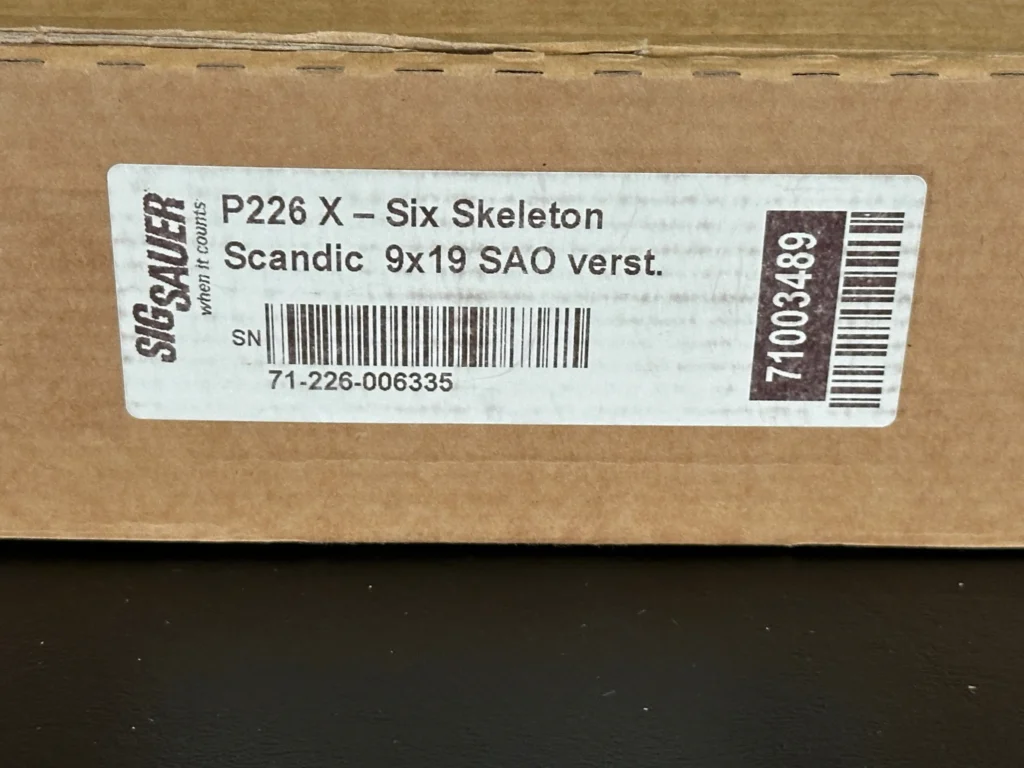 SIG SAUER
when it counts
P226 X – Six Skeleton
Scandic 9x19 SAO verst.
SN
71-226-006335
71003489